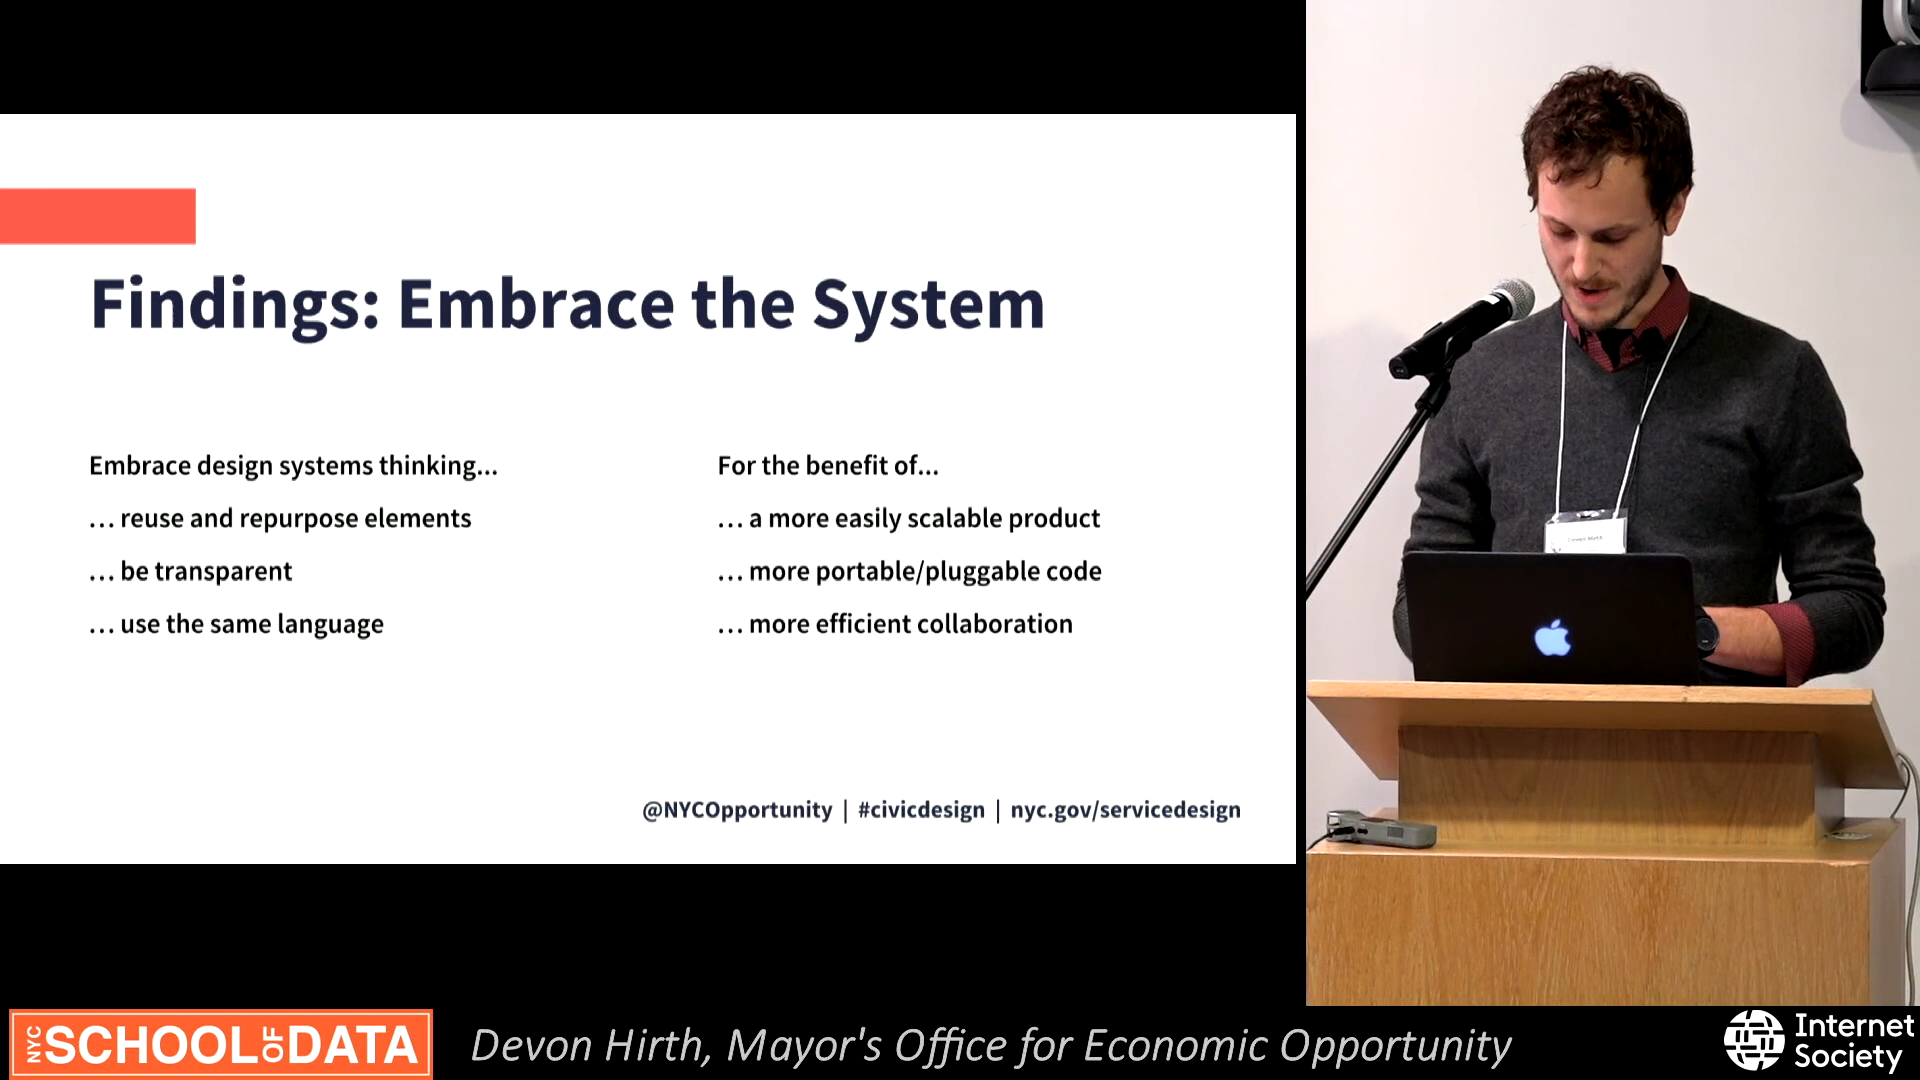 Findings: Embrace the System
Embrace design systems thinking...
... reuse and repurpose elements
... be transparent
... use the same language
For the benefit of...
... a more easily scalable product
... more portable/pluggable code
... more efficient collaboration
@NYCOpportunity | #civicdesign | nyc.gov/servicedesign
NYC SCHOOL OF DATA
Devon Hirth, Mayor's Office for Economic Opportunity
Internet
Society